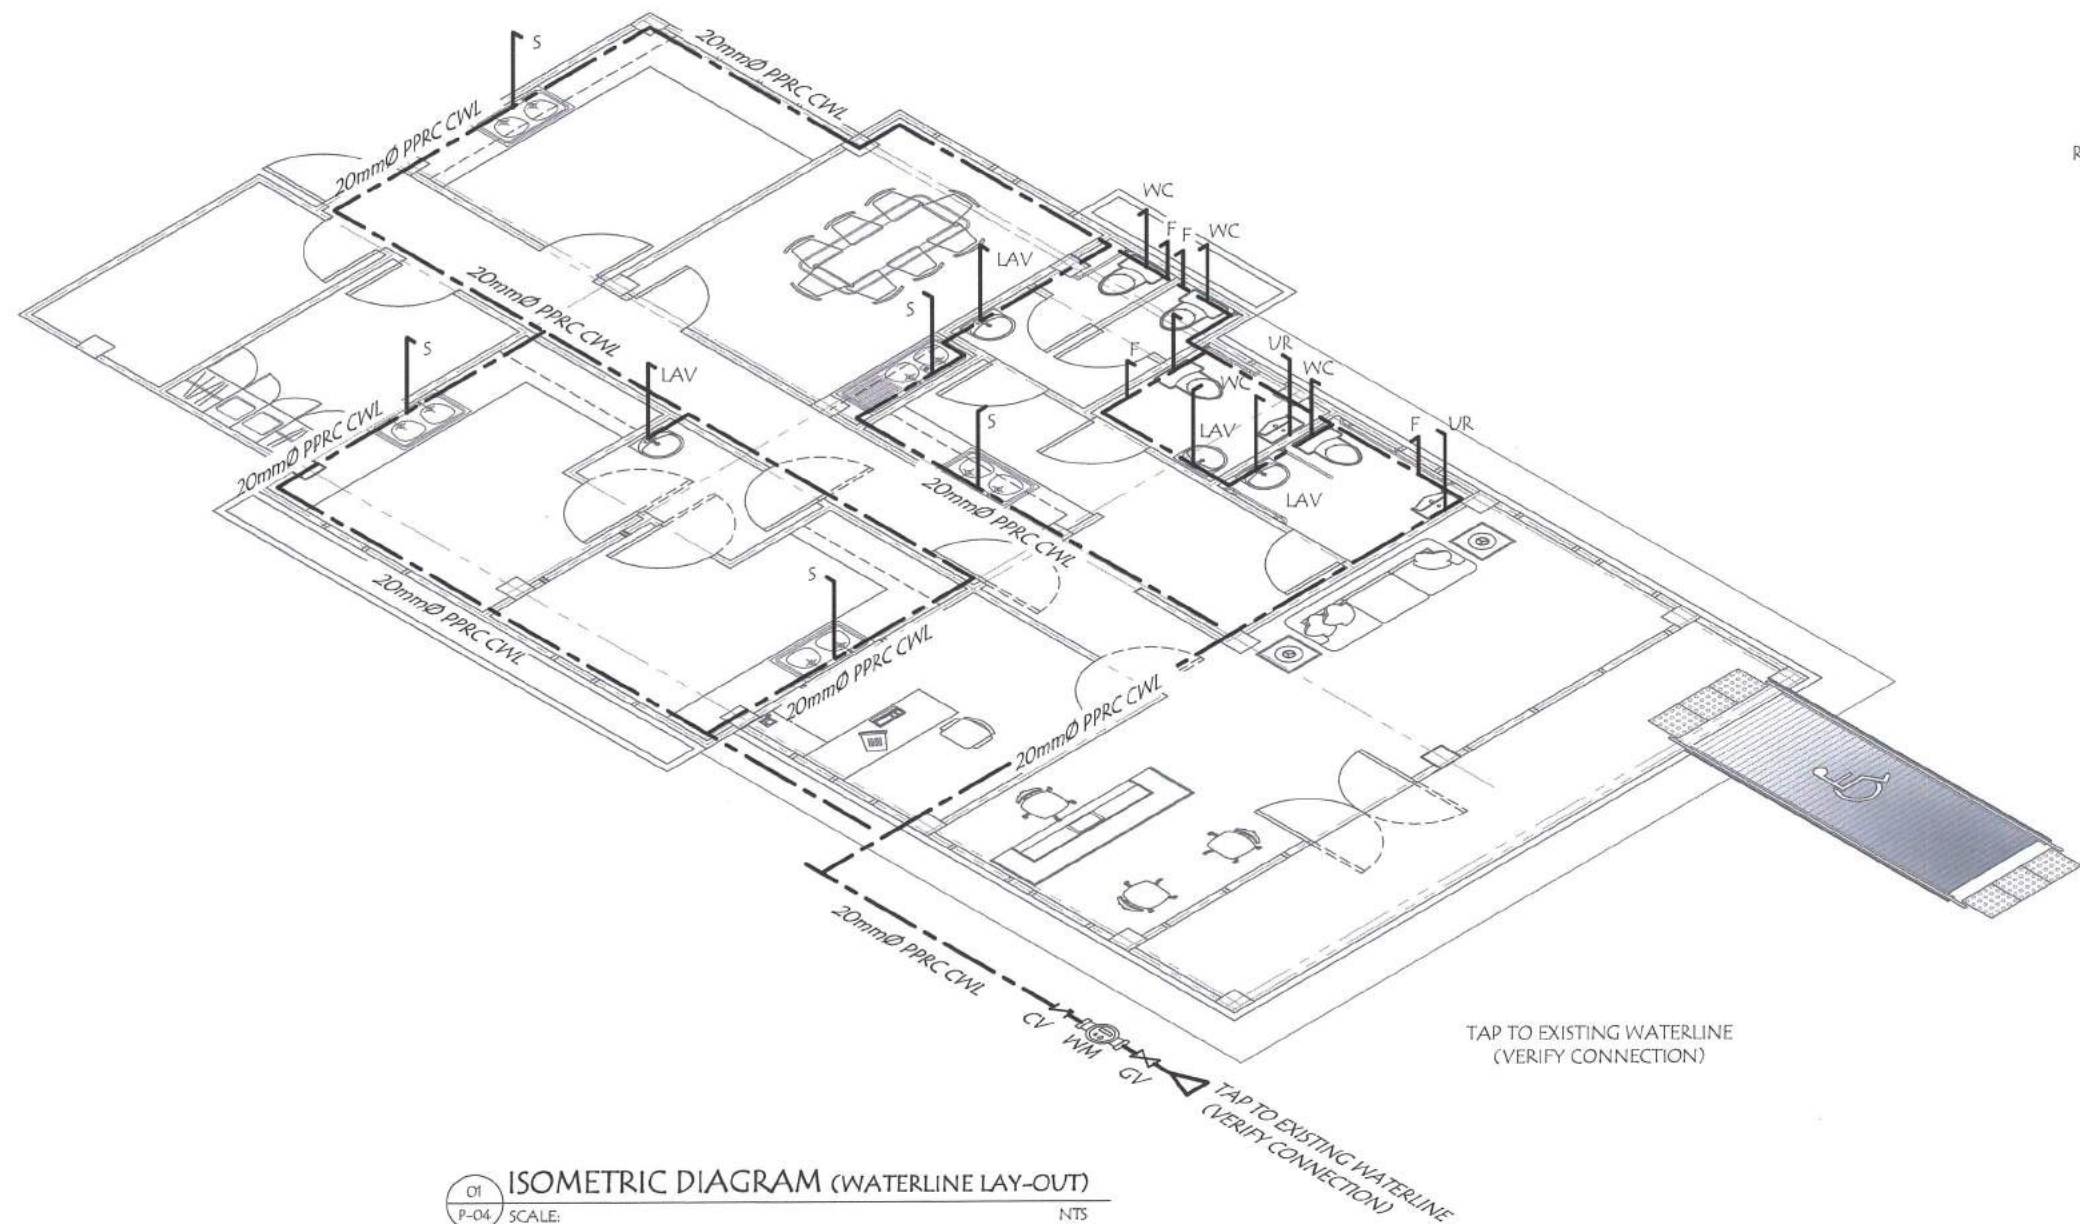 S
20mmØ PPRC CWL
R
20mmØ PPRC CWL
WC
F
F
WC
LAV
20mmØ PPRC CWL
S
S
F
UR
LAV
WC
WC
20mmØ PPRC CWL
S
LAV
F
UR
LAV
20mmØ PPRC CWL
20mmØ PPRC CWL
S
20mmØ PPRC CWL
20mmØ PPRC CWL
20mmØ PPRC CWL
CV
WM
GV
TAP TO EXISTING WATERLINE
(VERIFY CONNECTION)
TAP TO EXISTING WATERLINE
(VERIFY CONNECTION)
01
P-04
ISOMETRIC DIAGRAM (WATERLINE LAY-OUT)
SCALE:
NTS